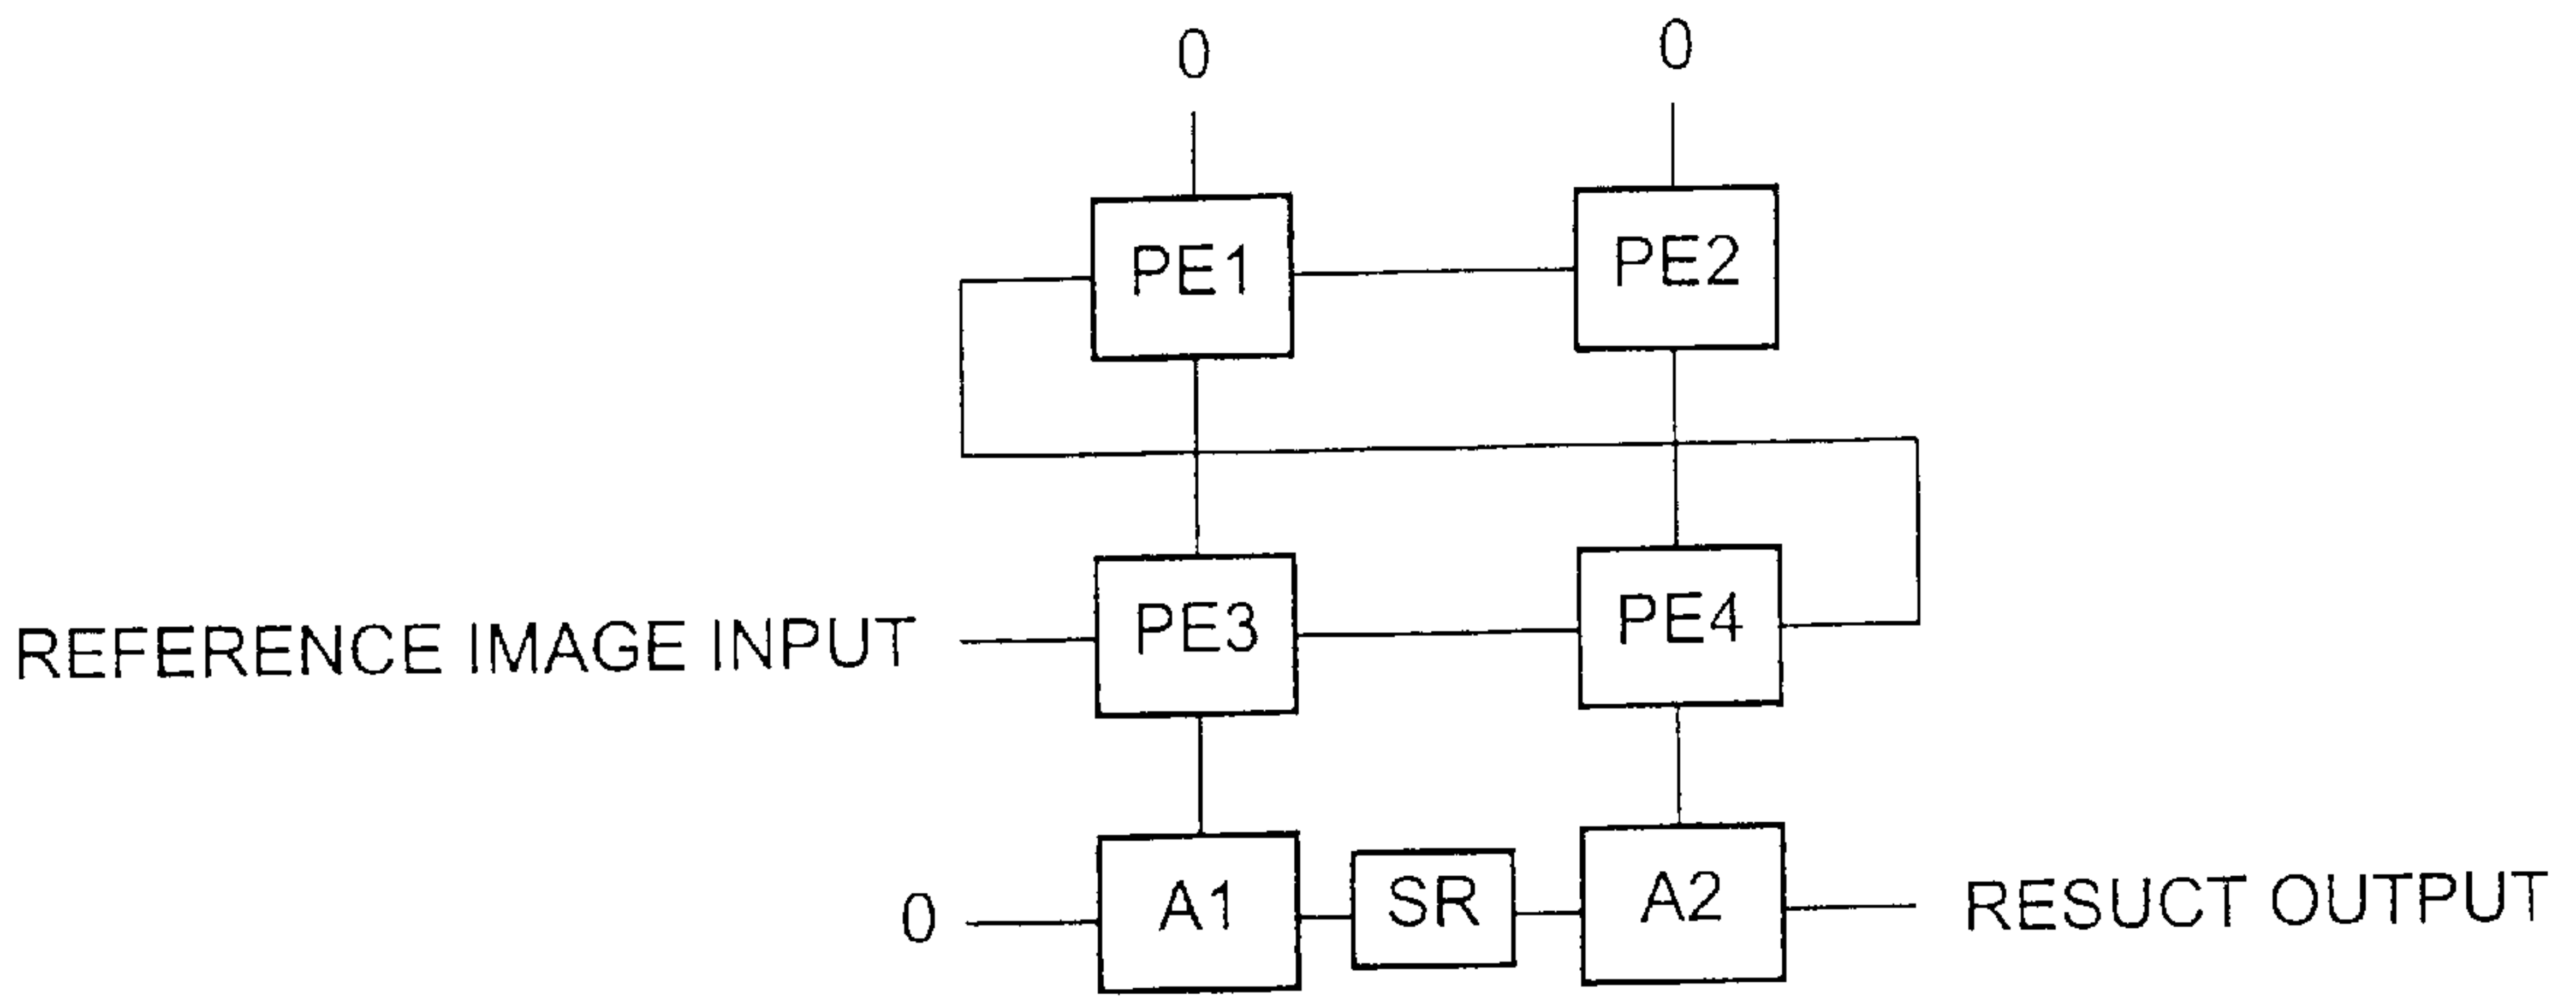 0 0
PE1 PE2
REFERENCE IMAGE INPUT PE3 PE4
0 A1 SR A2 RESUCT OUTPUT